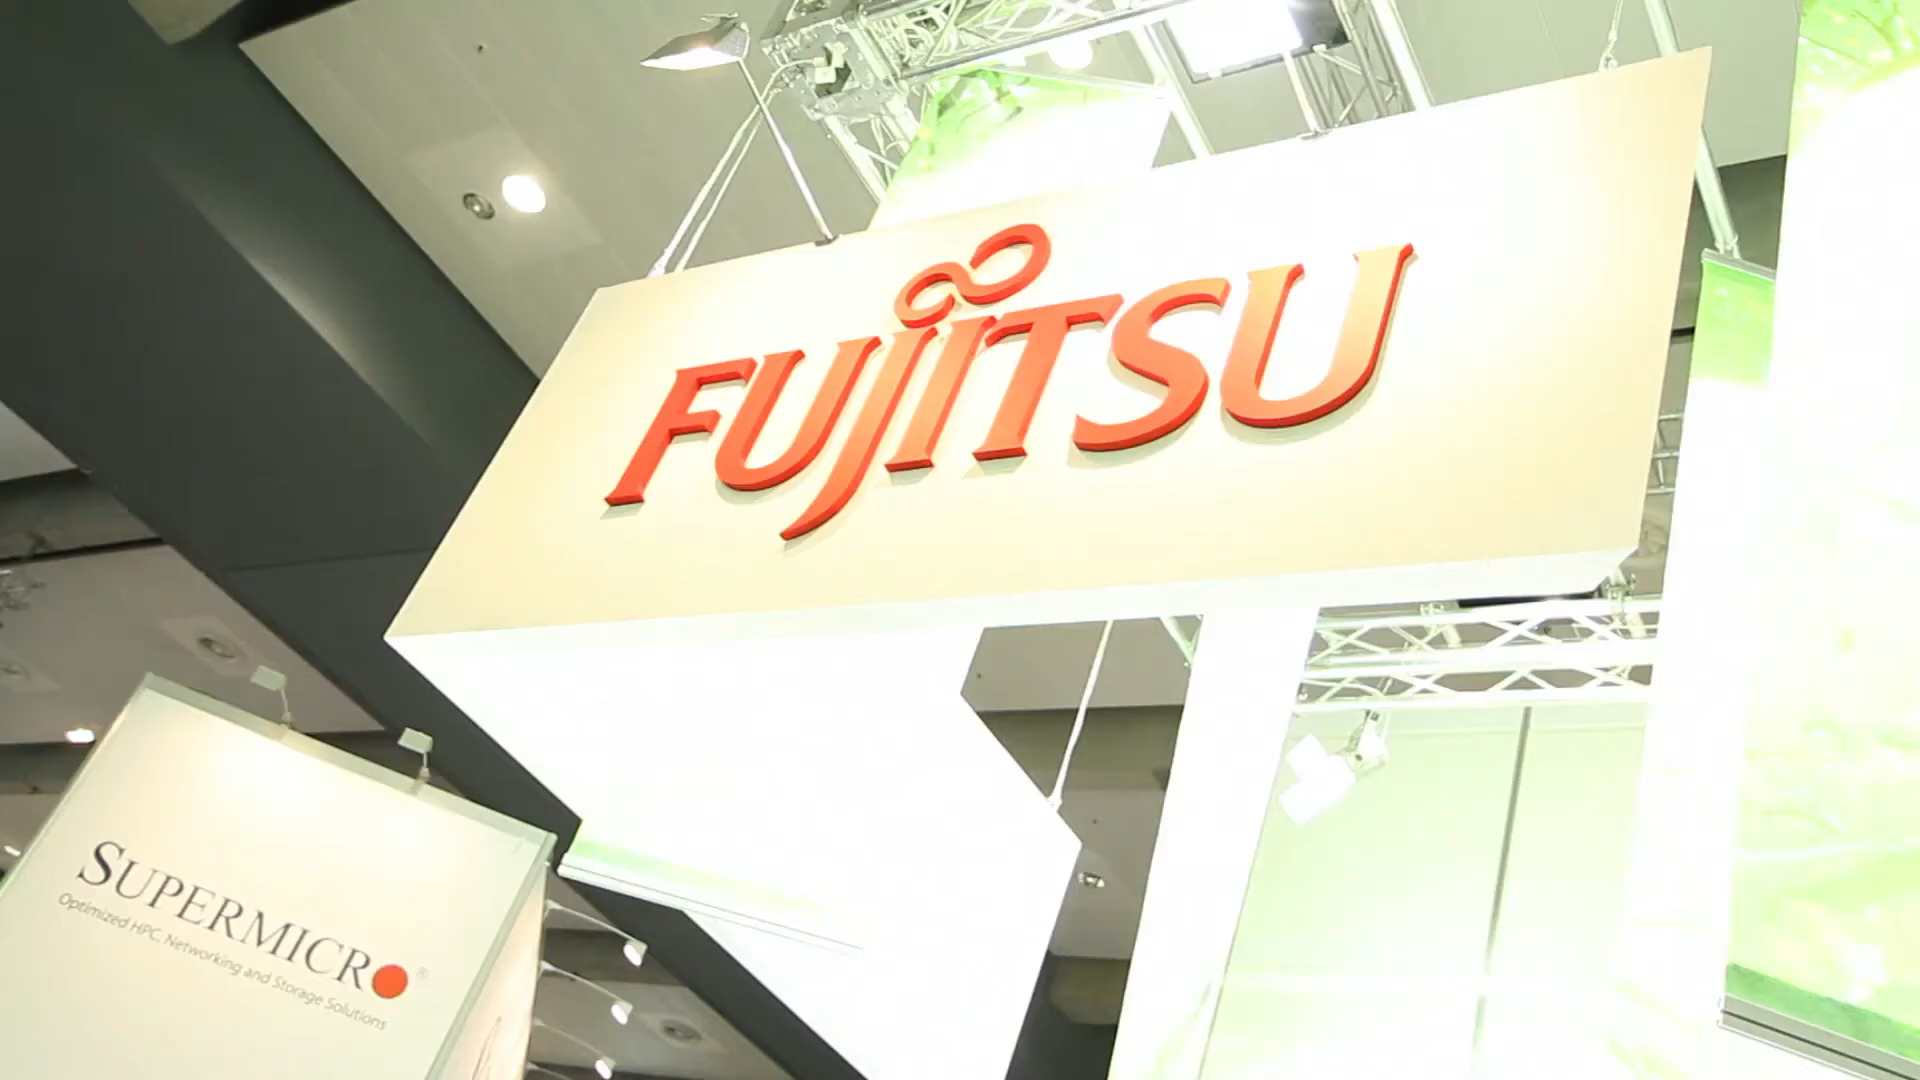 FUJITSU
SUPERMICRO®
Optimized HPC, Networking and Storage Solutions